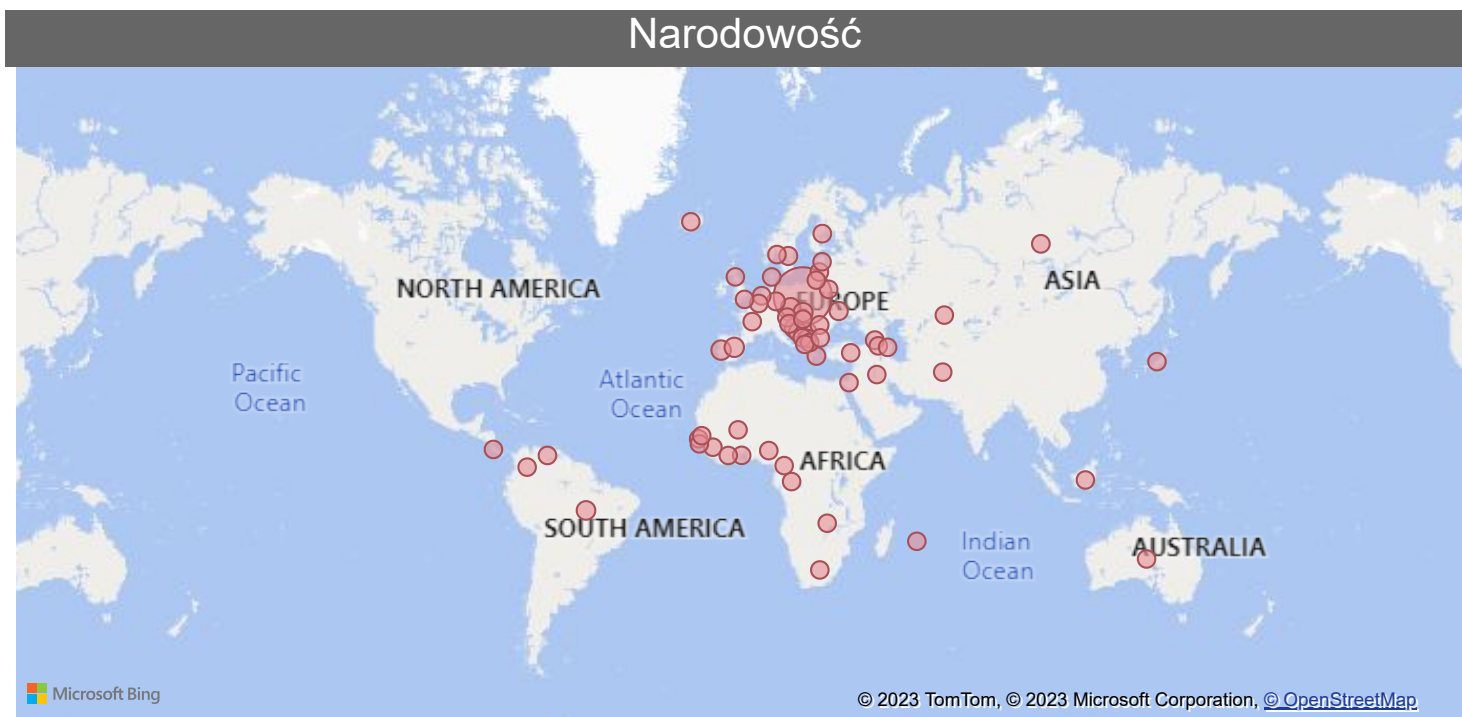 Narodowość
NORTH AMERICA
EUROPE
ASIA
Pacific
Ocean
Atlantic
Ocean
AFRICA
SOUTH AMERICA
Indian
Ocean
AUSTRALIA
Microsoft Bing
© 2023 TomTom, © 2023 Microsoft Corporation, © OpenStreetMap